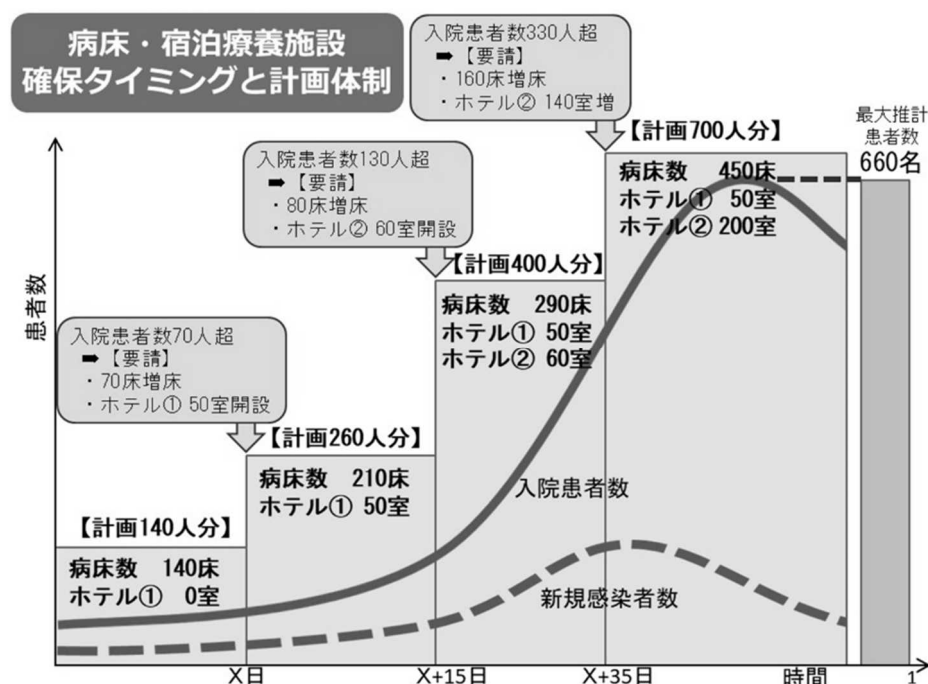 病床・宿泊療養施設
確保タイミングと計画体制
入院患者数330人超
➡【要請】
・160床増床
・ホテル② 140室増
入院患者数130人超
➡【要請】
・80床増床
・ホテル② 60室開設
入院患者数70人超
➡【要請】
・70床増床
・ホテル① 50室開設
【計画700人分】
病床数 450床
ホテル① 50室
ホテル② 200室
最大推計
患者数
660名
【計画400人分】
病床数 290床
ホテル① 50室
ホテル② 60室
【計画260人分】
病床数 210床
ホテル① 50室
【計画140人分】
病床数 140床
ホテル① 0室
患者数
入院患者数
新規感染者数
X日
X+15日
X+35日
時間
1